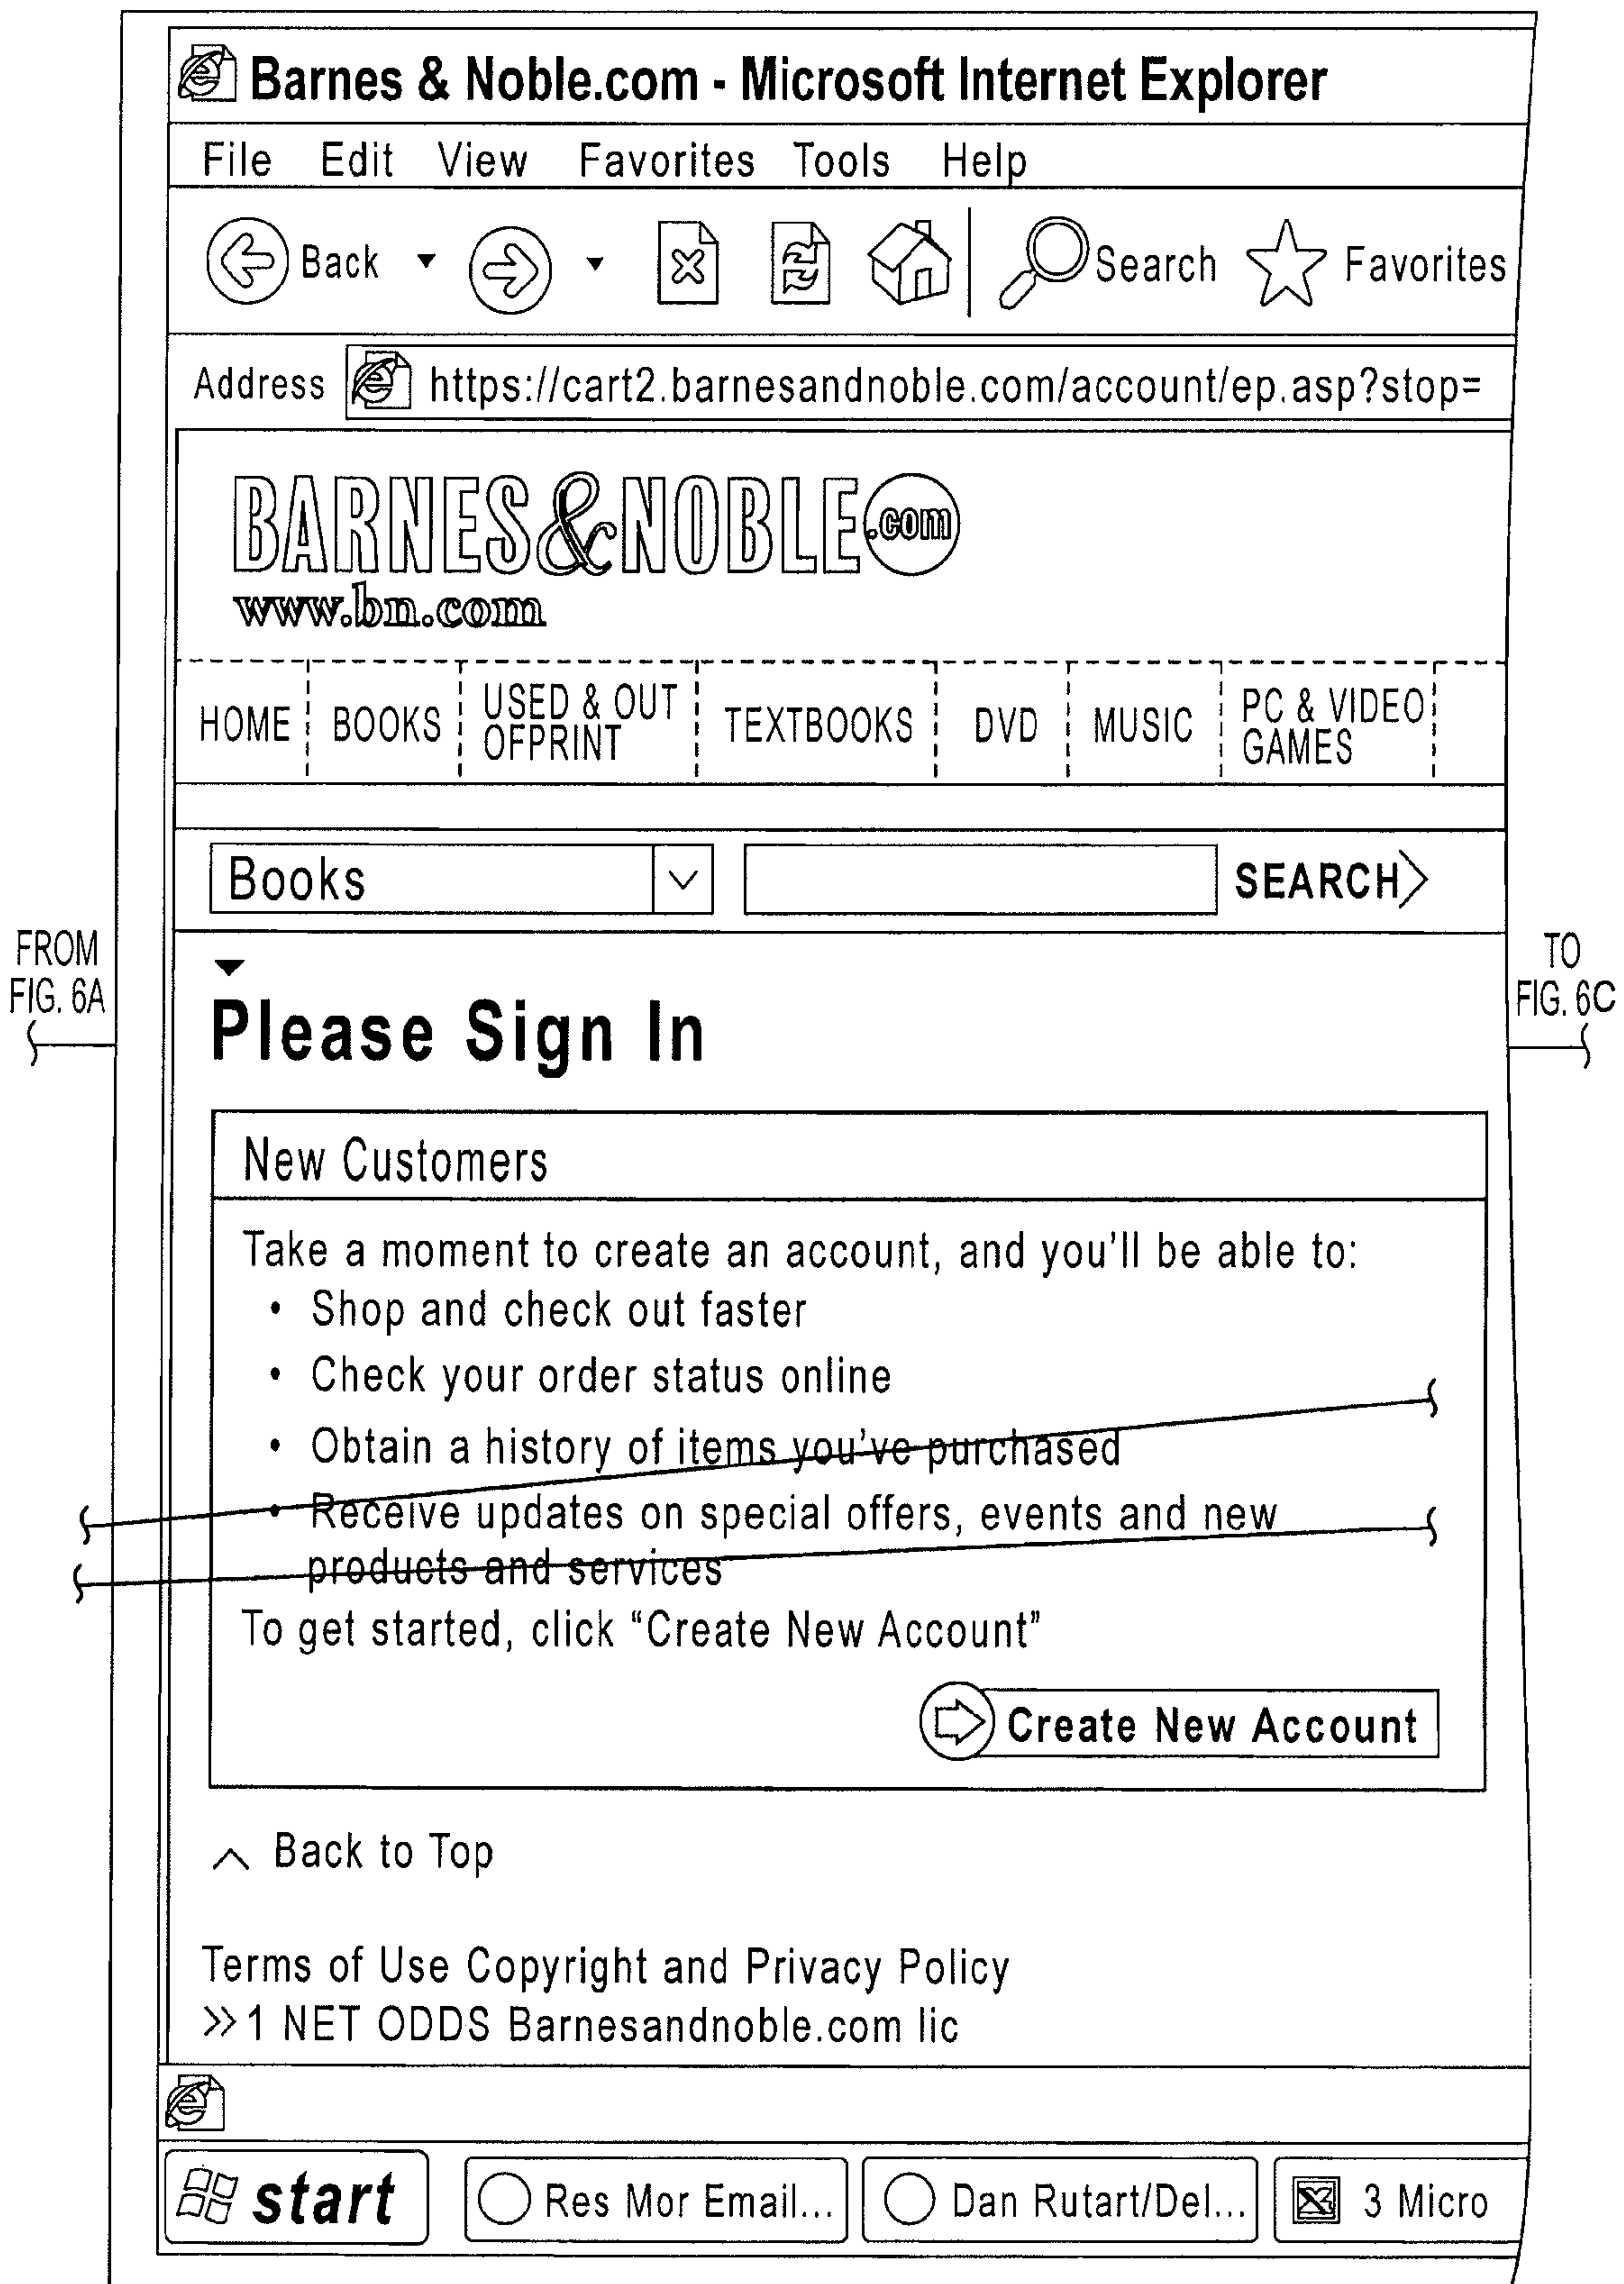 Barnes & Noble.com - Microsoft Internet Explorer
File Edit View Favorites Tools Help
Back Search Favorites
Address https://cart2.barnesandnoble.com/account/ep.asp?stop=
BARNES&NOBLE.com
www.bn.com
HOME BOOKS USED & OUT OFPRINT TEXTBOOKS DVD MUSIC PC & VIDEO GAMES
Books SEARCH
FROM FIG. 6A
TO FIG. 6C
Please Sign In
New Customers
Take a moment to create an account, and you'll be able to:
• Shop and check out faster
• Check your order status online
• Obtain a history of items you've purchased
• Receive updates on special offers, events and new
products and services
To get started, click “Create New Account”
Create New Account
Back to Top
Terms of Use Copyright and Privacy Policy
>>1 NET ODDS Barnesandnoble.com lic
start Res Mor Email... Dan Rutart/Del... 3 Micro